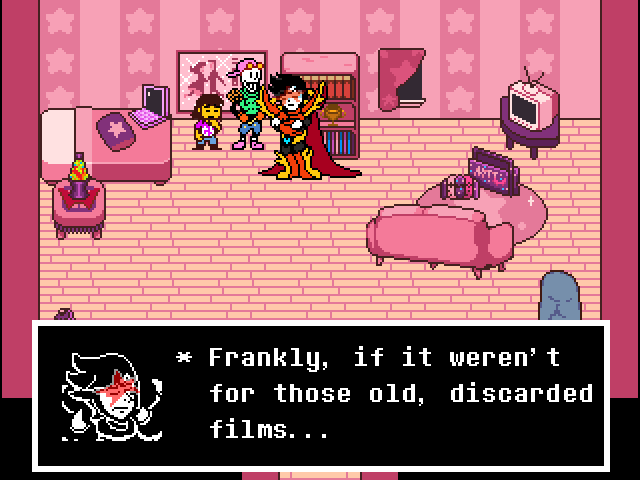 * Frankly, if it weren't
for those old, discarded
films...